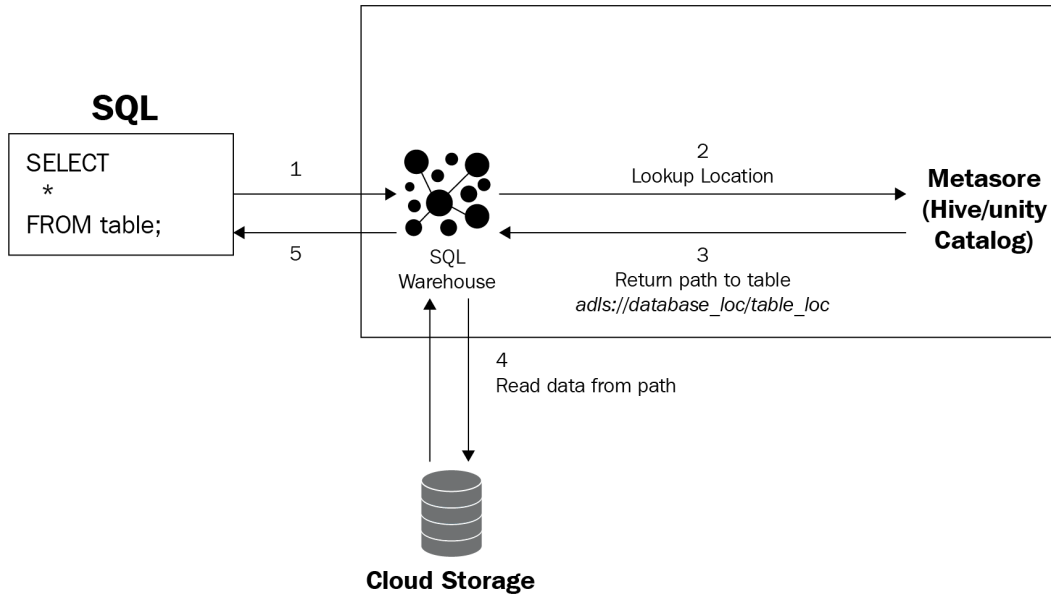 SQL
SELECT
*
FROM table;
1
5
SQL
Warehouse
2
Lookup Location
3
Return path to table
adls://database_loc/table_loc
Metasore
(Hive/unity
Catalog)
4
Read data from path
Cloud Storage